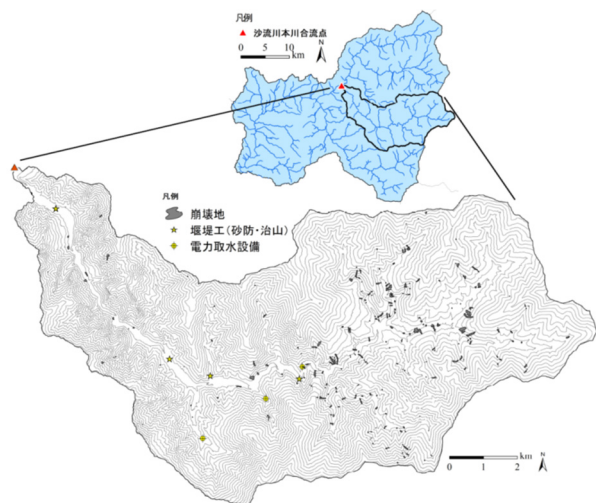 凡例
沙流川本川合流点
0 5 10
km
N
凡例
崩壊地
堰堤工(砂防・治山)
電力取水設備
km
0 1 2
N